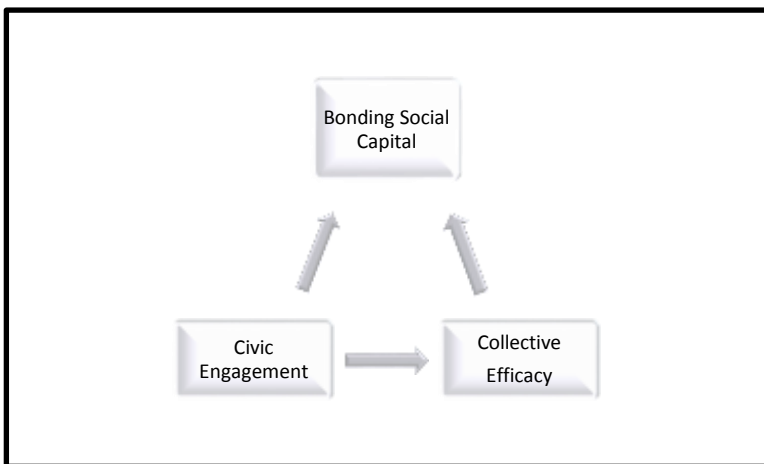 Bonding Social
Capital
Civic
Engagement
Collective
Efficacy